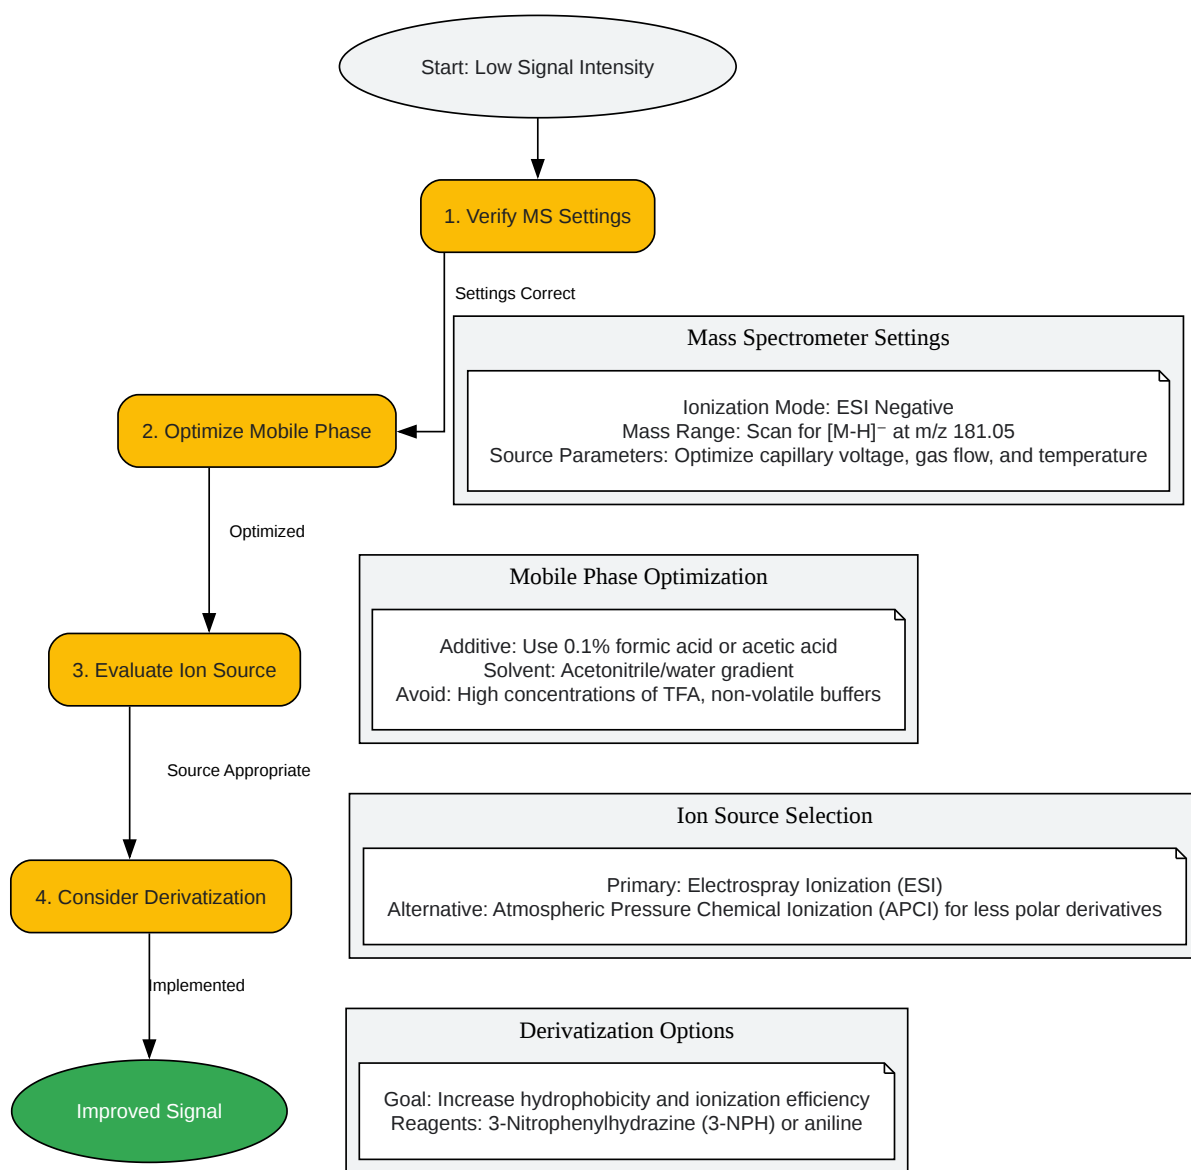 Start: Low Signal Intensity
1. Verify MS Settings
Settings Correct
Mass Spectrometer Settings
Ionization Mode: ESI Negative
Mass Range: Scan for [M-H]⁻ at m/z 181.05
Source Parameters: Optimize capillary voltage, gas flow, and temperature
2. Optimize Mobile Phase
Optimized
Mobile Phase Optimization
Additive: Use 0.1% formic acid or acetic acid
Solvent: Acetonitrile/water gradient
Avoid: High concentrations of TFA, non-volatile buffers
3. Evaluate Ion Source
Source Appropriate
Ion Source Selection
Primary: Electrospray Ionization (ESI)
Alternative: Atmospheric Pressure Chemical Ionization (APCI) for less polar derivatives
4. Consider Derivatization
Implemented
Derivatization Options
Goal: Increase hydrophobicity and ionization efficiency
Reagents: 3-Nitrophenylhydrazine (3-NPH) or aniline
Improved Signal